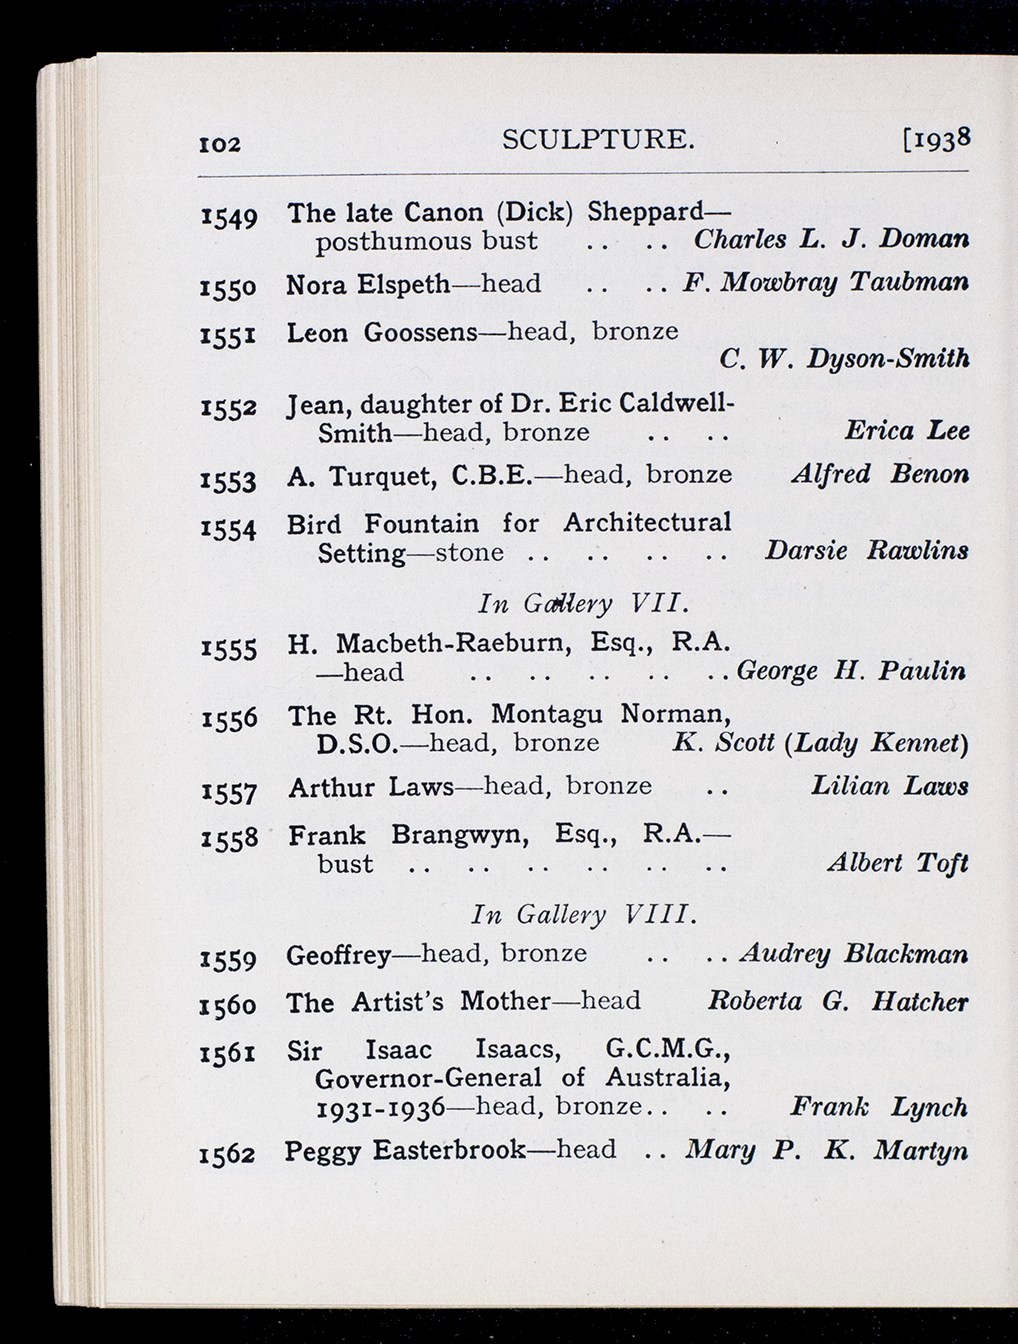 102 SCULPTURE. [1938
1549 The late Canon (Dick) Sheppard—
posthumous bust .. .. Charles L. J. Doman
1550 Nora Elspeth—head .. .. F. Mowbray Taubman
1551 Leon Goossens—head, bronze
C. W. Dyson-Smith
1552 Jean, daughter of Dr. Eric Caldwell-
Smith—head, bronze .. .. Erica Lee
1553 A. Turquet, C.B.E.—head, bronze Alfred Benon
1554 Bird Fountain for Architectural
Setting—stone .. .. .. .. Darsie Rawlins
In Gallery VII.
1555 H. Macbeth-Raeburn, Esq., R.A.
—head .. .. .. .. .. George H. Paulin
1556 The Rt. Hon. Montagu Norman,
D.S.O.—head, bronze K. Scott (Lady Kennet)
1557 Arthur Laws—head, bronze .. Lilian Laws
1558 Frank Brangwyn, Esq., R.A.—
bust .. .. .. .. .. .. Albert Toft
In Gallery VIII.
1559 Geoffrey—head, bronze .. .. Audrey Blackman
1560 The Artist's Mother—head Roberta G. Hatcher
1561 Sir Isaac Isaacs, G.C.M.G.,
Governor-General of Australia,
1931-1936—head, bronze.. .. Frank Lynch
1562 Peggy Easterbrook—head .. Mary P. K. Martyn